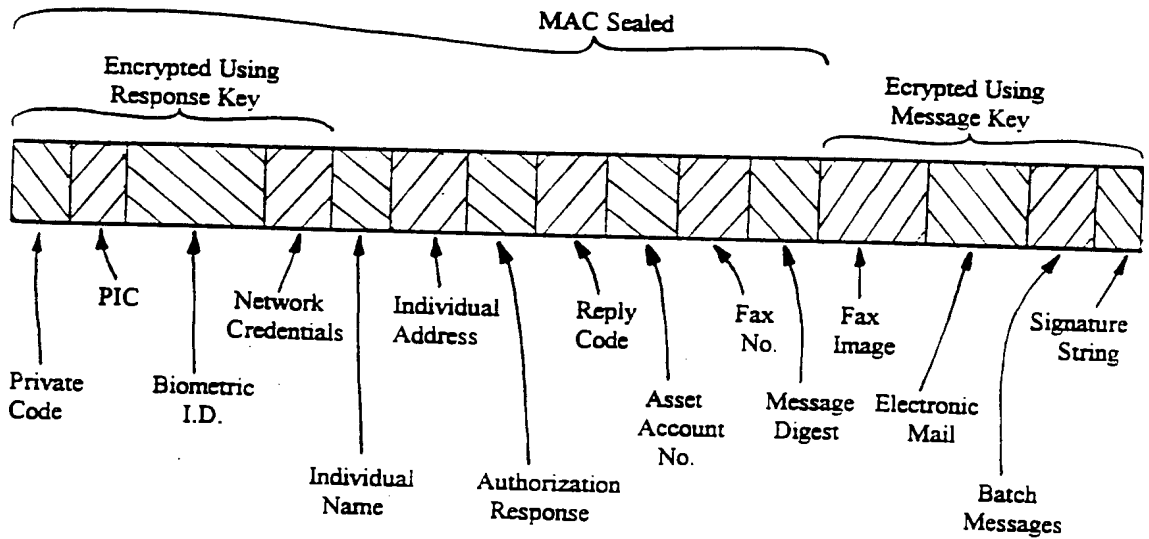 MAC Sealed
Encrypted Using
Response Key
Ecrypted Using
Message Key
Private
Code
PIC
Biometric
I.D.
Network
Credentials
Individual
Name
Individual
Address
Authorization
Response
Reply
Code
Asset
Account
No.
Fax
No.
Message
Digest
Fax
Image
Electronic
Mail
Batch
Messages
Signature
String